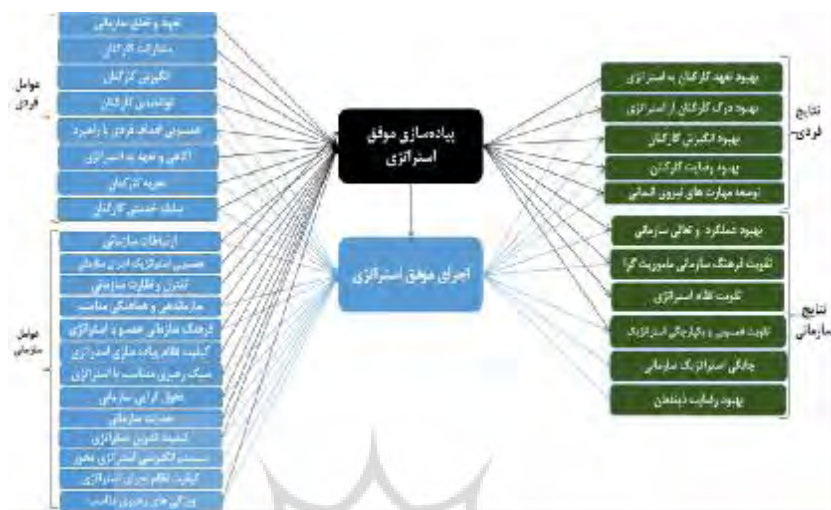 تعهد و تعلق سازمانی
مشارکت کارکنان
انگیزش کارکنان
توانمندی کارکنان
همسویی اهداف فردی با راهبرد
آگاهی و تعهد به استراتژی
تجربه کارکنان
سابقه خدمتی کارکنان
عوامل
فردی
ارتباطات سازمانی
همسویی استراتژیک اجزای سازمانی
کنترل و نظارت سازمانی
سازماندهی و هماهنگی مناسب
فرهنگ سازمانی همسو با استراتژی
کیفیت نظام پیاده سازی استراتژی
سبک رهبری متناسب با استراتژی
تحول گرایی سازمانی
حمایت سازمانی
کیفیت تدوین استراتژی
سیستم انگیزشی استراتژی محور
کیفیت نظام اجرای استراتژی
ویژگی های رهبری مناسب
عوامل
سازمانی
پیاده‌سازی موفق
استراتژی
اجرای موفق استراتژی
بهبود تعهد کارکنان به استراتژی
بهبود درک کارکنان از استراتژی
بهبود انگیزش کارکنان
بهبود رضایت کارکنان
توسعه مهارت های نیروی انسانی
نتایج
فردی
بهبود عملکرد و تعالی سازمانی
تقویت فرهنگ سازمانی ماموریت گرا
تقویت نظام استراتژی
تقویت همسویی و یکپارچگی استراتژیک
چابکی استراتژیک سازمانی
بهبود رضایت ذینفعان
نتایج
سازمانی